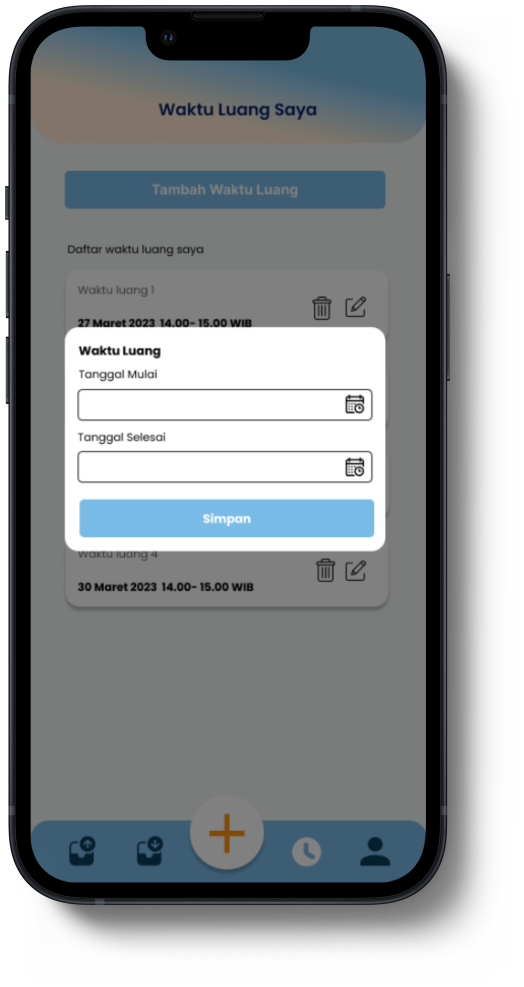 Waktu Luang Saya
Tambah Waktu Luang
Daftar waktu luang saya
Waktu luang 1
27 Maret 2023 14.00- 15.00 WIB
Waktu Luang
Tanggal Mulai
Tanggal Selesai
Simpan
Waktu luang 4
30 Maret 2023 14.00- 15.00 WIB